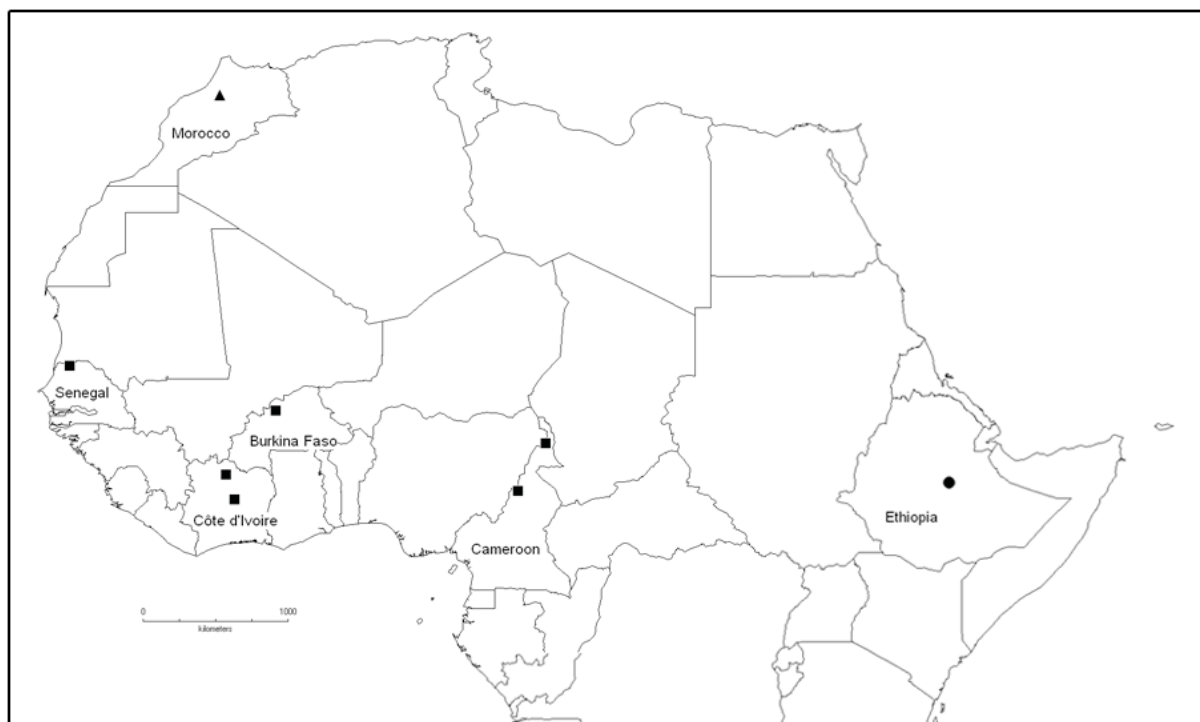 Morocco
Senegal
Burkina Faso
Côte d'Ivoire
Cameroon
Ethiopia
0 1000
kilometers